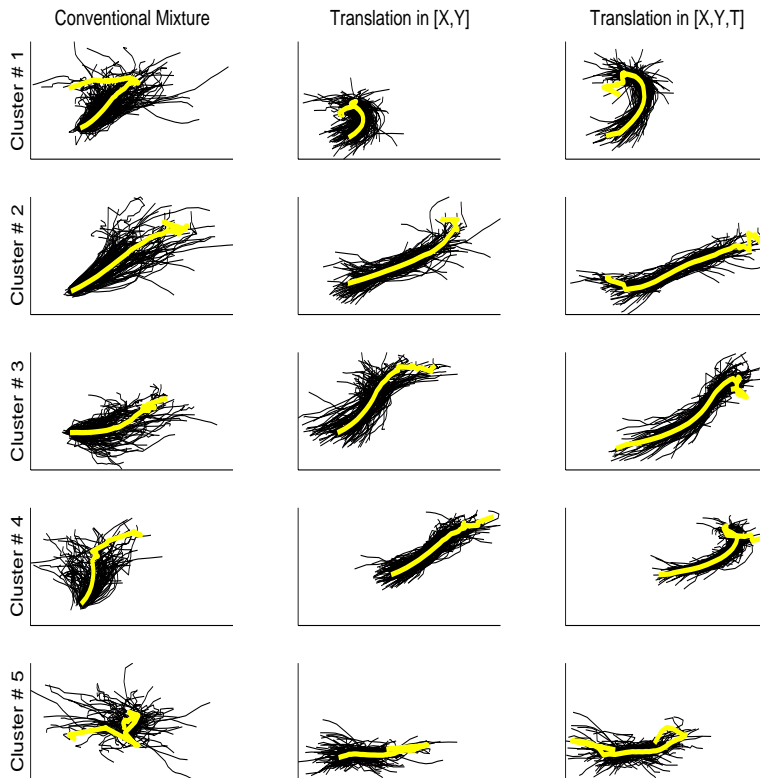 Conventional Mixture
Translation in [X,Y]
Translation in [X,Y,T]
Cluster # 1
Cluster # 2
Cluster # 3
Cluster # 4
Cluster # 5